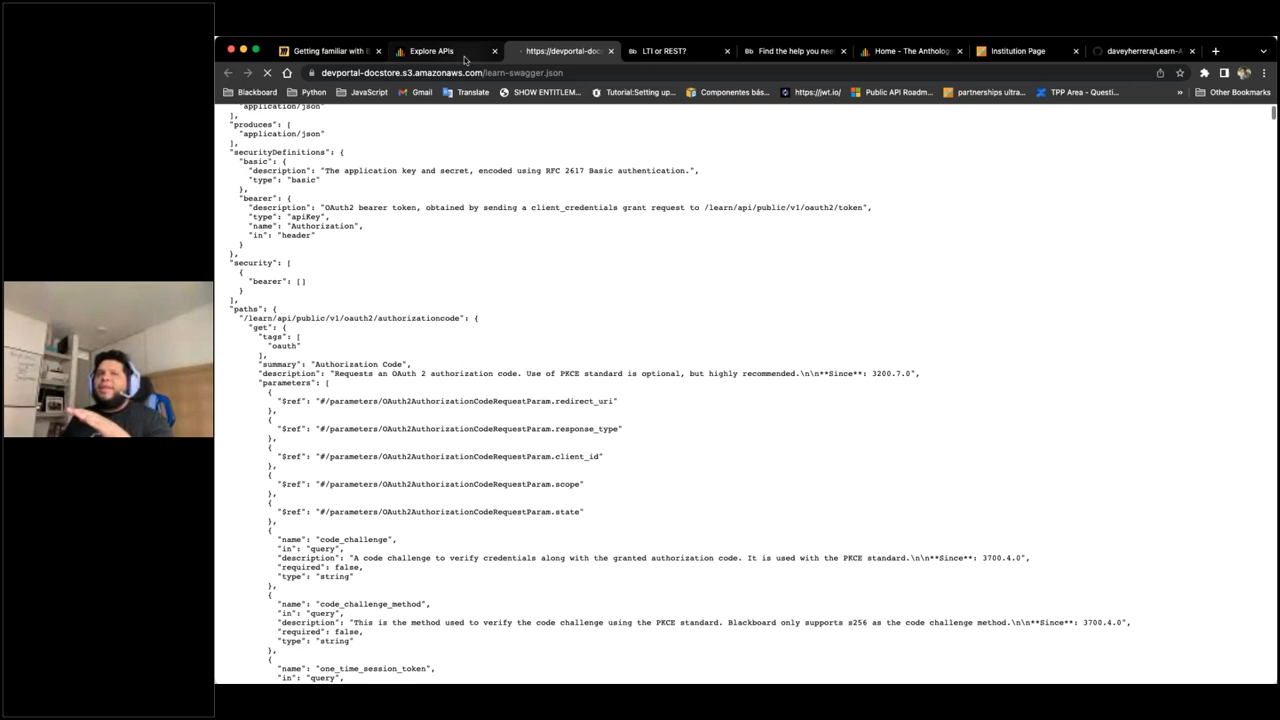 Getting familiar with B
Explore APIs
https://devportal-doc
LTI or REST?
Find the help you nee
Home - The Antholog
Institution Page
daveyherrera/Learn-A
devportal-docstore.s3.amazonaws.com/learn-swagger.json
Blackboard
Python
JavaScript
Gmail
Translate
SHOW ENTITLEM...
Tutorial:Setting up...
Componentes bás...
https://jwt.io/
Public API Roadm...
partnerships ultra...
TPP Area - Questi...
»
Other Bookmarks
"application/json"
],
"produces": [
"application/json"
],
"securityDefinitions": {
"basic": {
"description": "The application key and secret, encoded using RFC 2617 Basic authentication.",
"type": "basic"
},
"bearer": {
"description": "OAuth2 bearer token, obtained by sending a client_credentials grant request to /learn/api/public/v1/oauth2/token",
"type": "apiKey",
"name": "Authorization",
"in": "header"
}
},
"security": [
{
"bearer": []
}
],
"paths": {
"/learn/api/public/v1/oauth2/authorizationcode": {
"get": {
"tags": [
"oauth"
],
"summary": "Authorization Code",
"description": "Requests an OAuth 2 authorization code. Use of PKCE standard is optional, but highly recommended.\n\n**Since**: 3200.7.0",
"parameters": [
{
"$ref": "#/parameters/OAuth2AuthorizationCodeRequestParam.redirect_uri"
},
{
"$ref": "#/parameters/OAuth2AuthorizationCodeRequestParam.response_type"
},
{
"$ref": "#/parameters/OAuth2AuthorizationCodeRequestParam.client_id"
},
{
"$ref": "#/parameters/OAuth2AuthorizationCodeRequestParam.scope"
},
{
"$ref": "#/parameters/OAuth2AuthorizationCodeRequestParam.state"
},
{
"name": "code_challenge",
"in": "query",
"description": "A code challenge to verify credentials along with the granted authorization code. It is used with the PKCE standard.\n\n**Since**: 3700.4.0",
"required": false,
"type": "string"
},
{
"name": "code_challenge_method",
"in": "query",
"description": "This is the method used to verify the code challenge using the PKCE standard. Blackboard only supports s256 as the code challenge method.\n\n**Since**: 3700.4.0",
"required": false,
"type": "string"
},
{
"name": "one_time_session_token",
"in": "query",